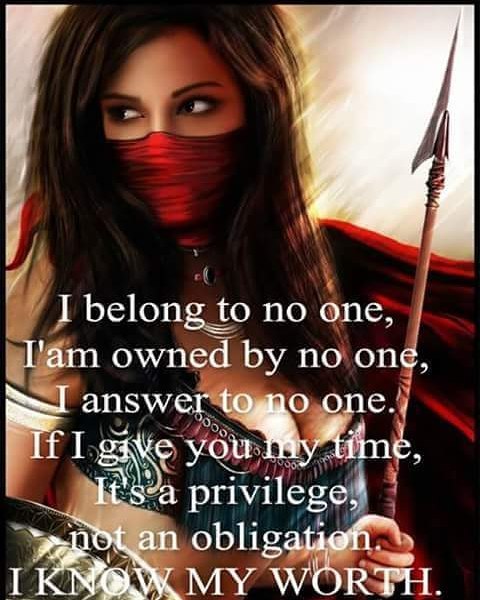 I belong to no one,
I'am owned by no one,
I answer to no one.
If I give you my time,
It's a privilege,
not an obligation.
I KNOW MY WORTH.